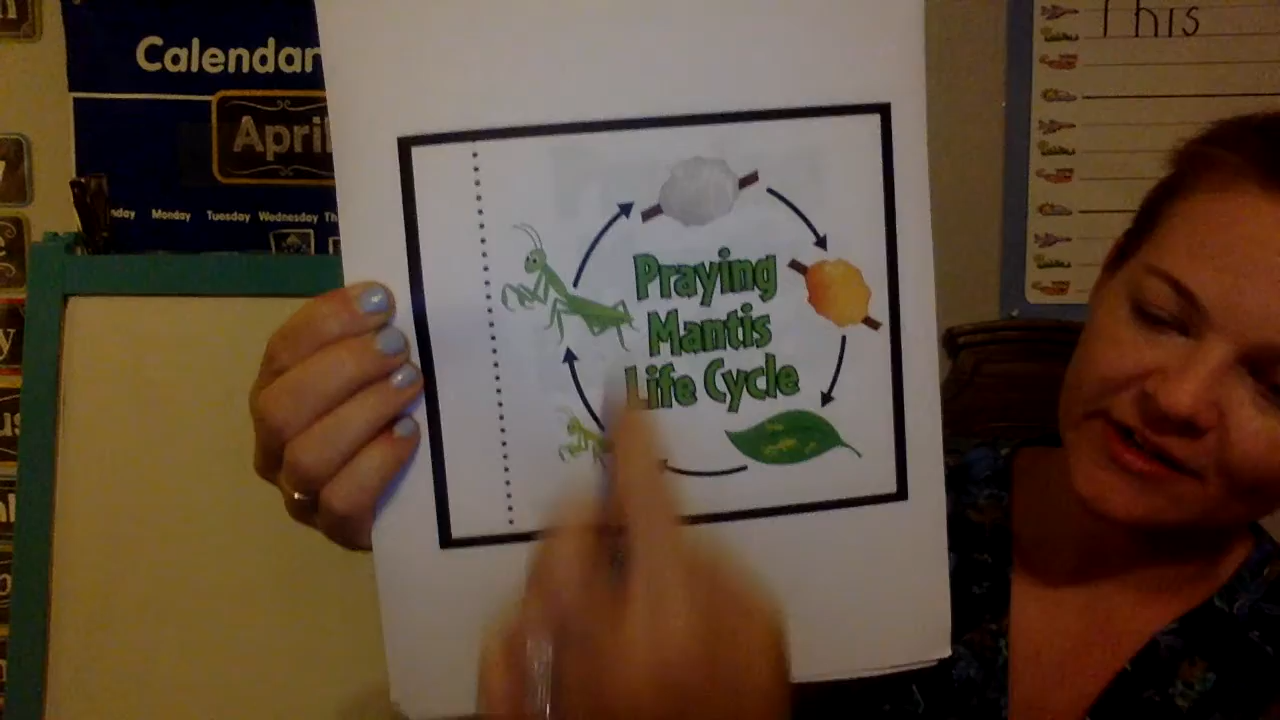 Calendar
April
Monday Tuesday Wednesday
This
Praying
Mantis
Life Cycle